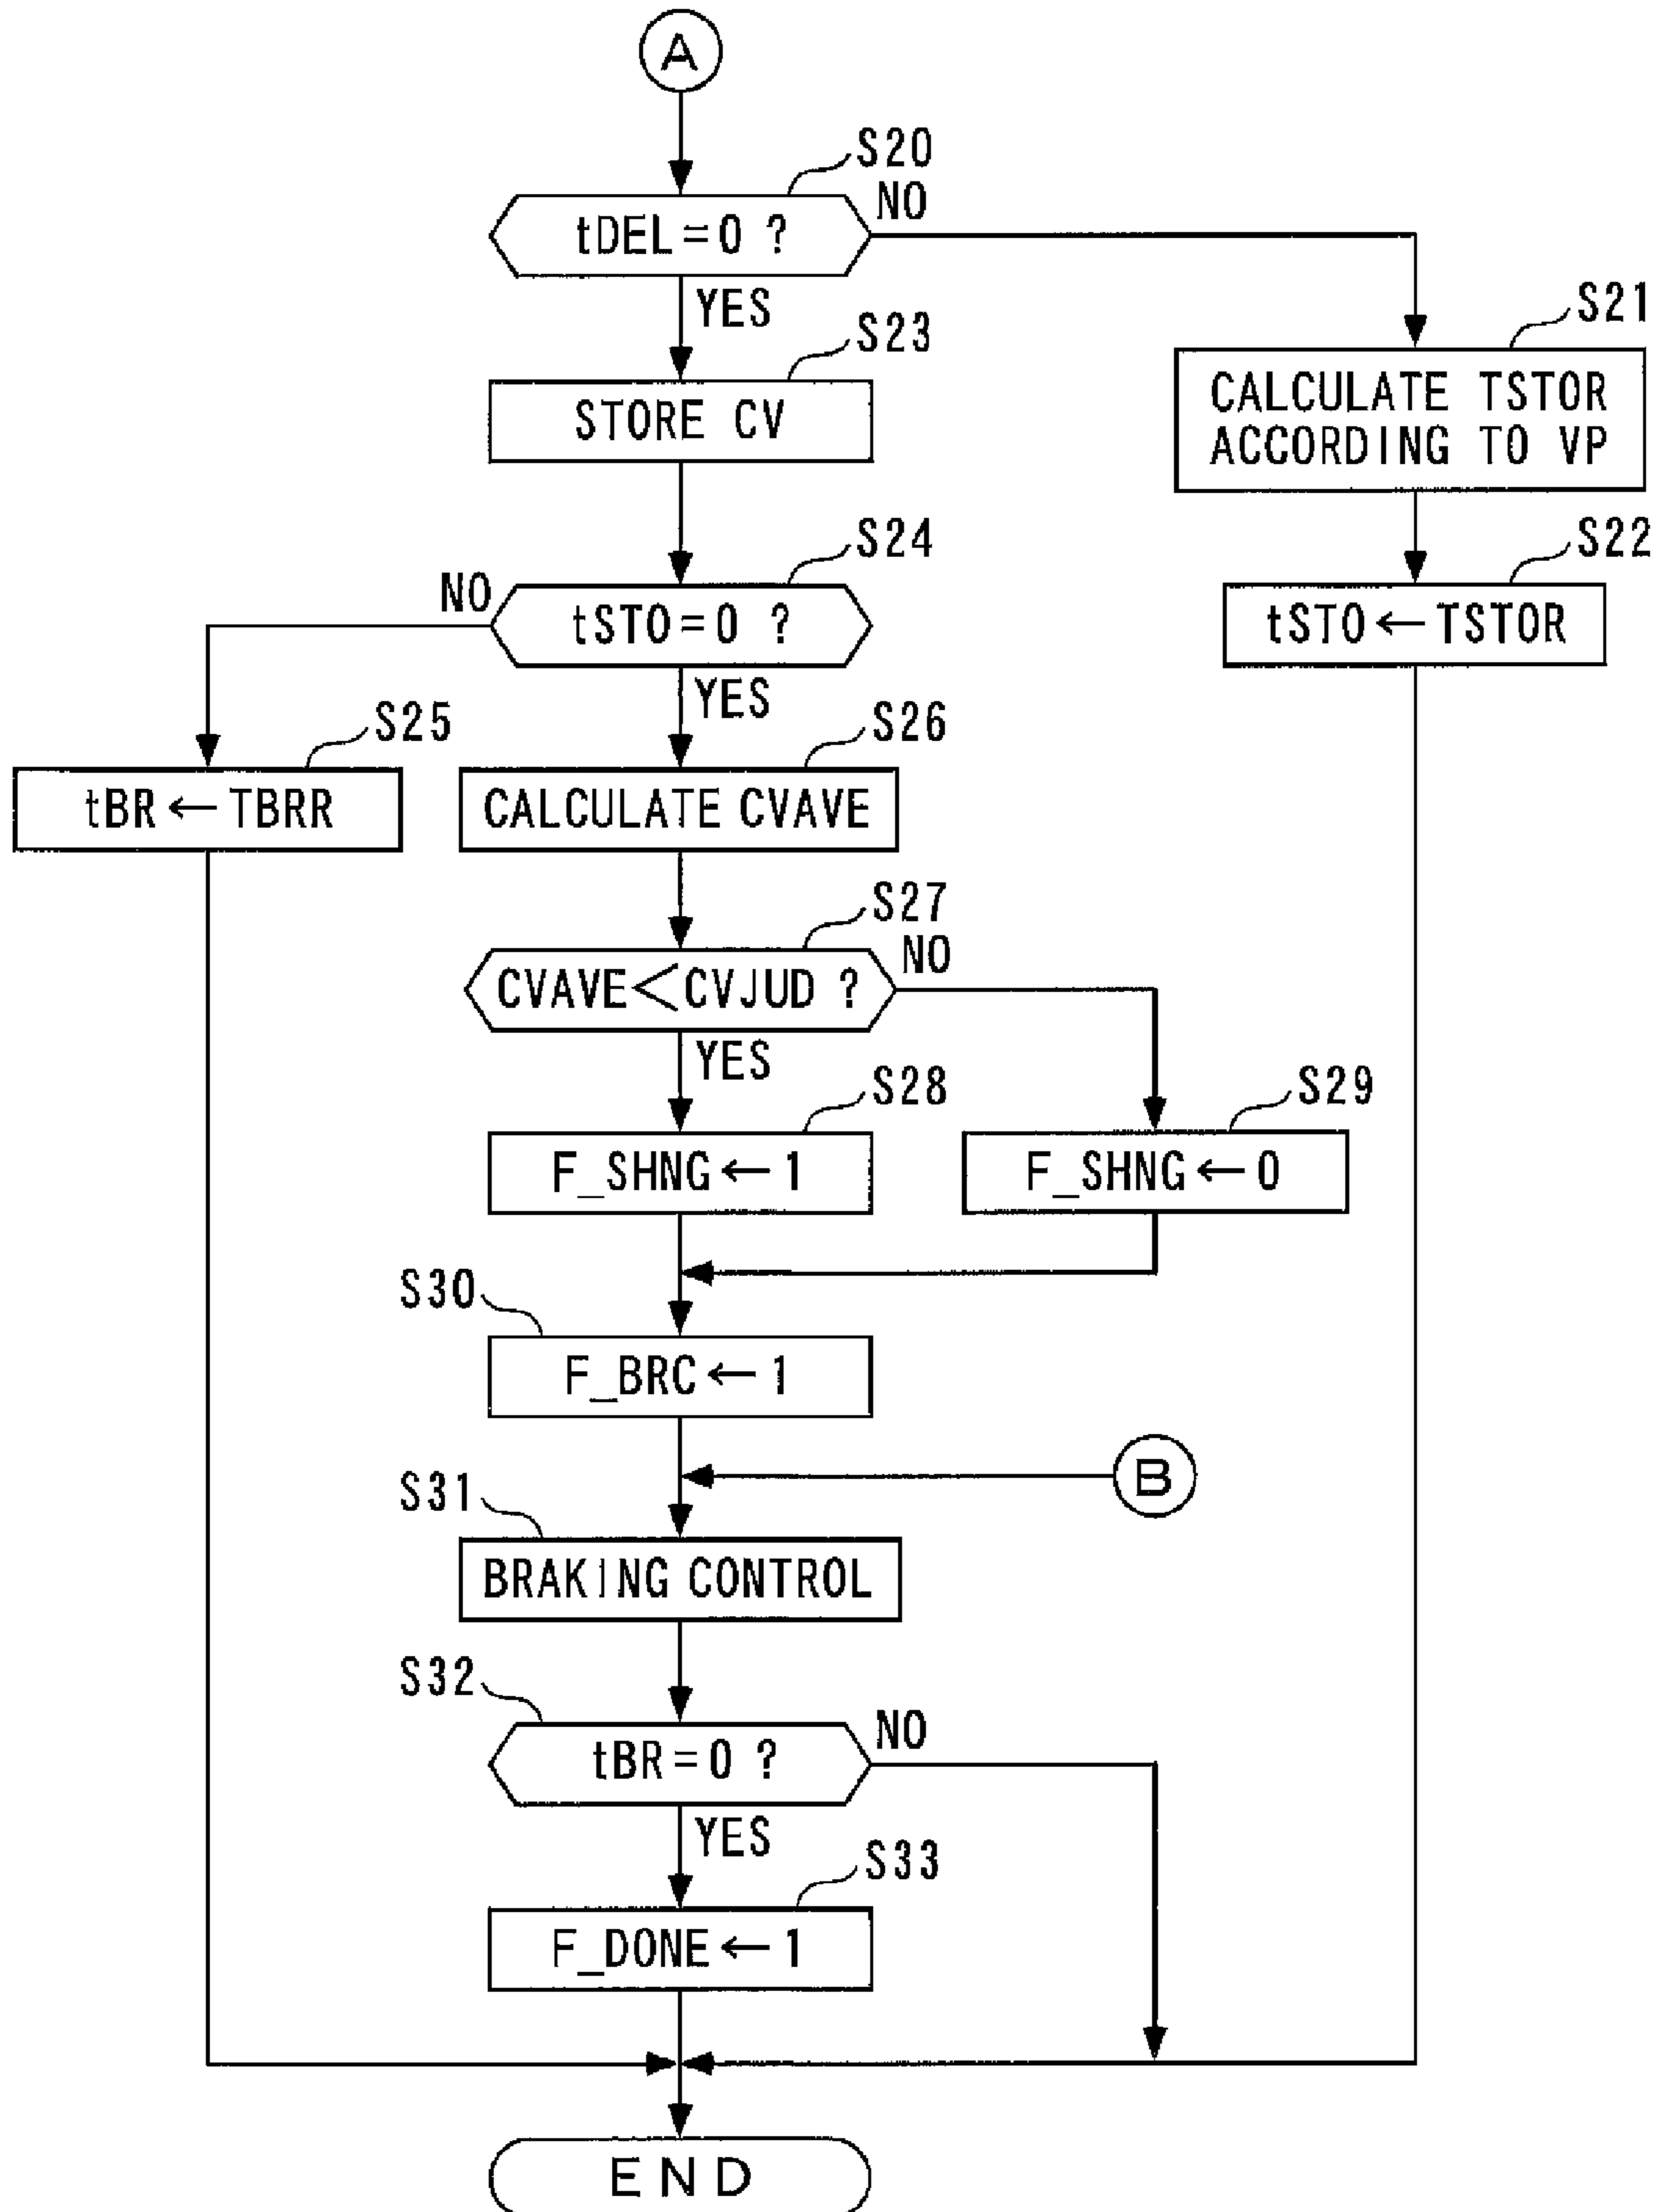 A
S20
tDEL=0 ?
NO
YES
S21
CALCULATE TSTOR
ACCORDING TO VP
S23
STORE CV
S22
tSTO←TSTOR
S24
tSTO=0 ?
NO
YES
S25
tBR←TBRR
S26
CALCULATE CVAVE
S27
CVAVE<CVJUD ?
NO
YES
S28
F_SHNG←1
S29
F_SHNG←0
S30
F_BRC←1
B
S31
BRAKING CONTROL
S32
tBR=0 ?
NO
YES
S33
F_DONE←1
END